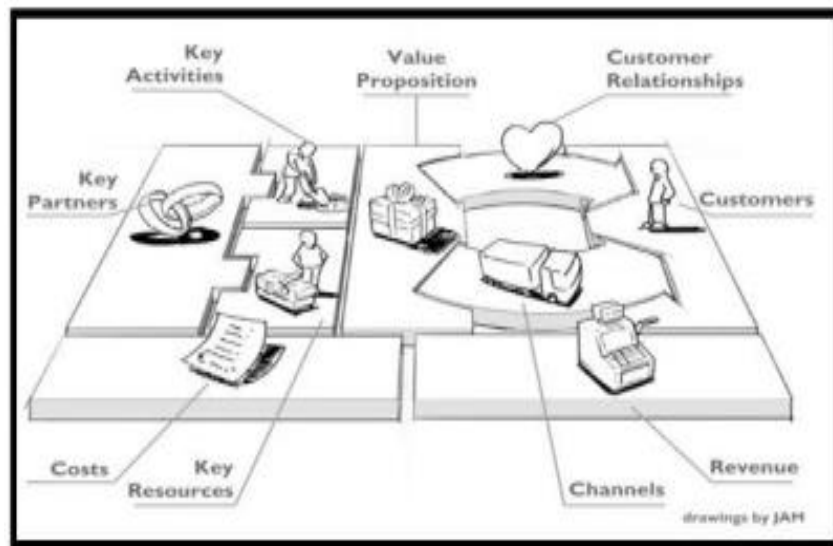 Key
Activities
Value
Proposition
Customer
Relationships
Key
Partners
Customers
Costs
Key
Resources
Channels
Revenue
drawings by JAM